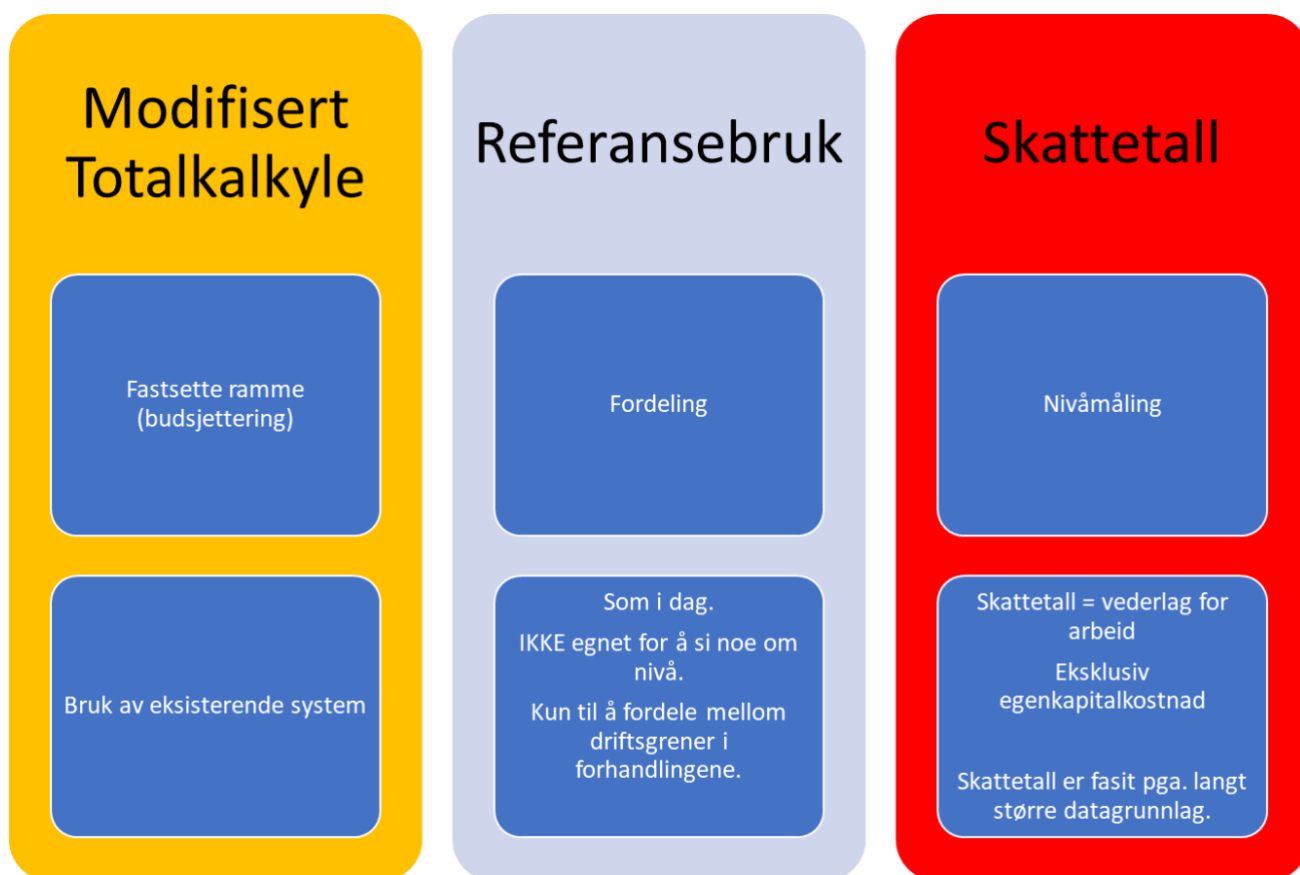 Modifisert
Totalkalkyle
Fastsette ramme
(budsjettering)
Bruk av eksisterende system
Referansebruk
Fordeling
Som i dag.
IKKE egnet for å si noe om
nivå.
Kun til å fordele mellom
driftsgrener i
forhandlingene.
Skattetall
Nivåmåling
Skattetall = vederlag for
arbeid
Eksklusiv
egenkapitalkostnad
Skattetall er fasit pga. langt
større datagrunnlag.